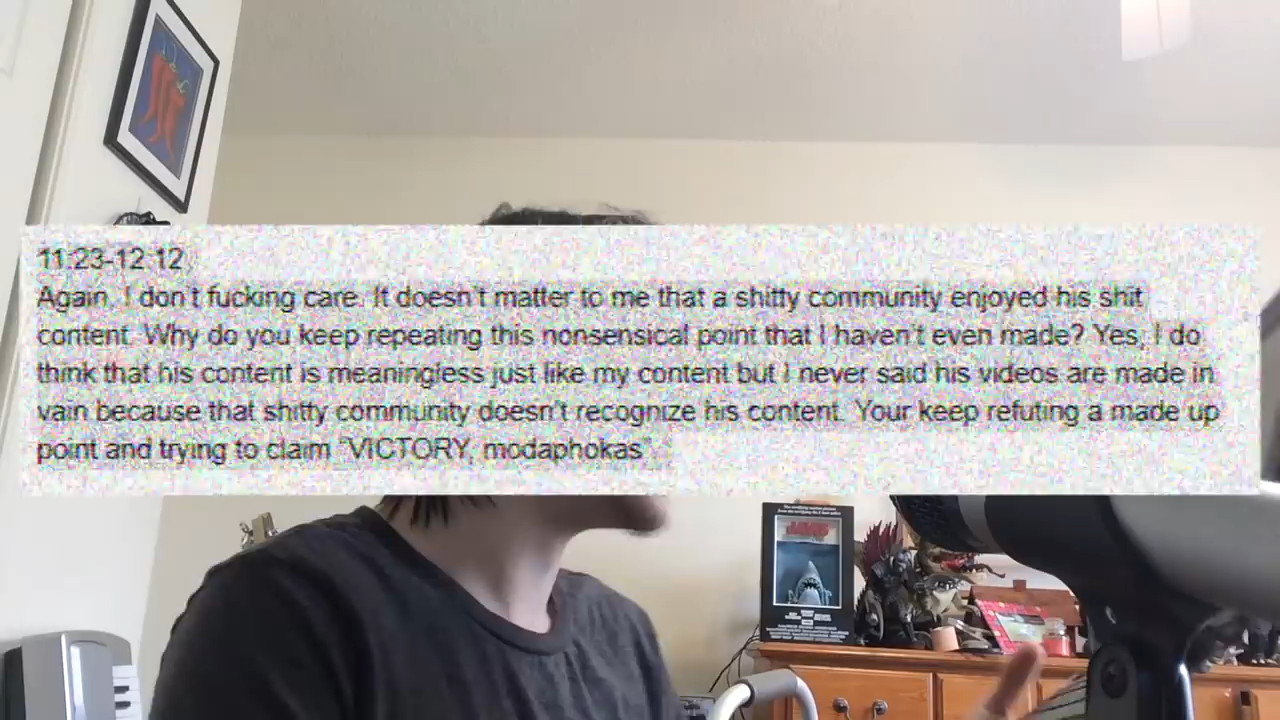 11:23-12:12
Again, I don't fucking care. It doesn't matter to me that a shitty community enjoyed his shit
content. Why do you keep repeating this nonsensical point that I haven't even made? Yes, I do
think that his content is meaningless just like my content but I never said his videos are made in
vain because that shitty community doesn't recognize his content. Your keep refuting a made up
point and trying to claim "VICTORY, modaphokas".
JAWS